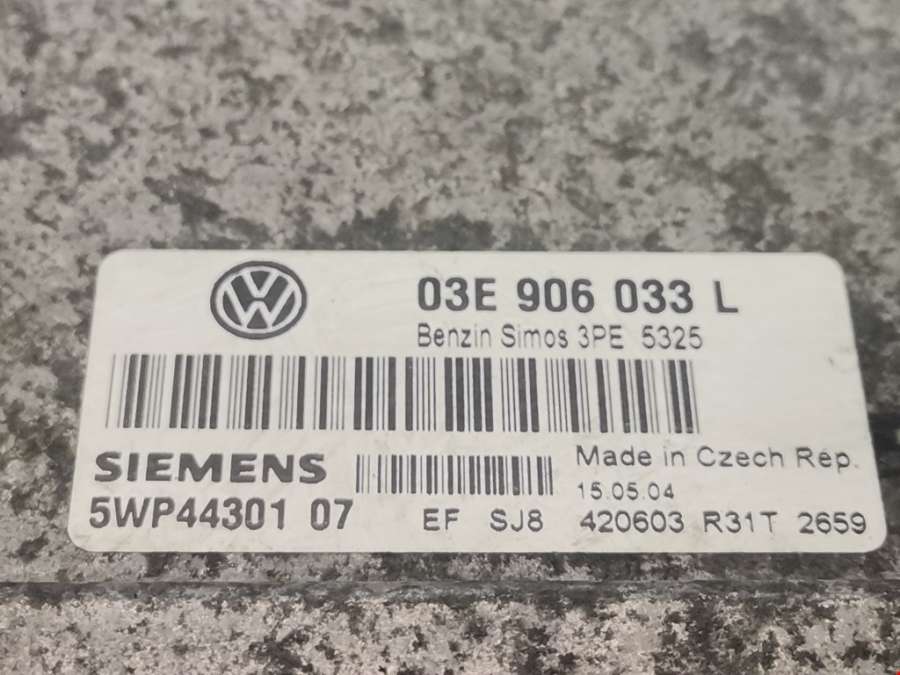 03E 906 033 L
Benzin Simos 3PE 5325
SIEMENS
Made in Czech Rep.
15.05.04
5WP44301 07
EF SJ8 420603 R31T 2659